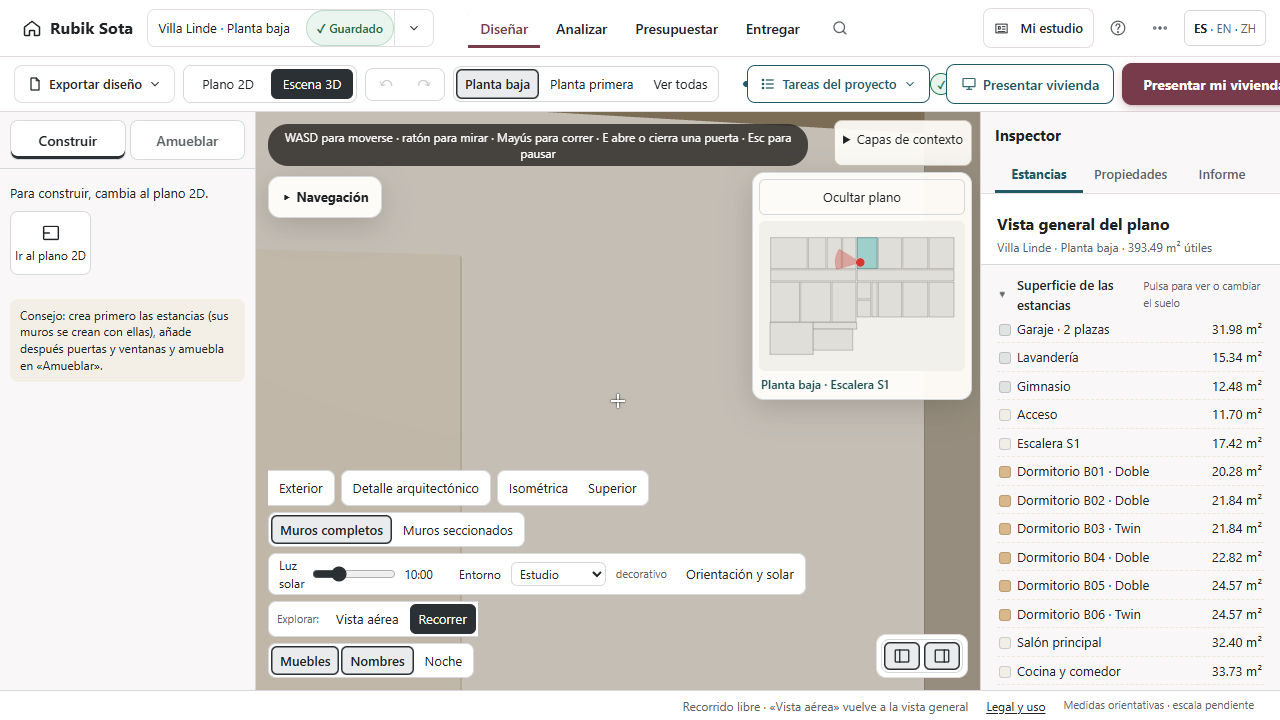 Rubik Sota
Villa Linde · Planta baja
✓ Guardado
Diseñar
Analizar
Presupuestar
Entregar
Mi estudio
ES · EN · ZH
Exportar diseño
Plano 2D
Escena 3D
Planta baja
Planta primera
Ver todas
Tareas del proyecto
✓
Presentar vivienda
Presentar mi vivienda
Construir
Amueblar
Para construir, cambia al plano 2D.
Ir al plano 2D
Consejo: crea primero las estancias (sus
muros se crean con ellas), añade
después puertas y ventanas y amuebla
en «Amueblar».
WASD para moverse · ratón para mirar · Mayús para correr · E abre o cierra una puerta · Esc para
pausar
Navegación
Capas de contexto
Ocultar plano
Planta baja · Escalera S1
Exterior
Detalle arquitectónico
Isométrica
Superior
Muros completos
Muros seccionados
Luz
solar
10:00
Entorno
Estudio
decorativo
Orientación y solar
Explorar:
Vista aérea
Recorrer
Muebles
Nombres
Noche
Inspector
Estancias
Propiedades
Informe
Vista general del plano
Villa Linde · Planta baja · 393.49 m² útiles
Superficie de las
estancias
Pulsa para ver o cambiar
el suelo
Garaje · 2 plazas 31.98 m²
Lavandería 15.34 m²
Gimnasio 12.48 m²
Acceso 11.70 m²
Escalera S1 17.42 m²
Dormitorio B01 · Doble 20.28 m²
Dormitorio B02 · Doble 21.84 m²
Dormitorio B03 · Twin 21.84 m²
Dormitorio B04 · Doble 22.82 m²
Dormitorio B05 · Doble 24.57 m²
Dormitorio B06 · Twin 24.57 m²
Salón principal 32.40 m²
Cocina y comedor 33.73 m²
Recorrido libre · «Vista aérea» vuelve a la vista general
Legal y uso
Medidas orientativas · escala pendiente